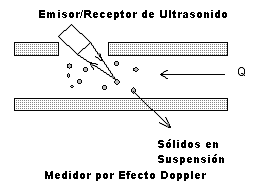 Emisor/Receptor de Ultrasonido
Q
Sólidos en
Suspensión
Medidor por Efecto Doppler